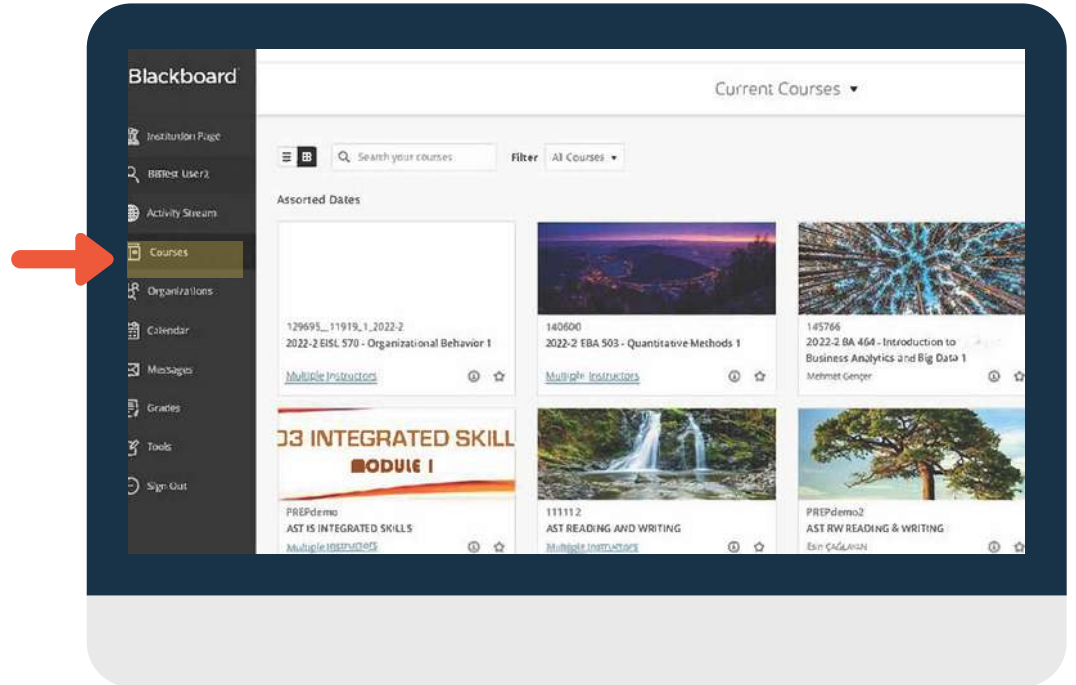 Blackboard
Current Courses
Institution Page
BBTest User2
Activity Stream
Courses
Organizations
Calendar
Messages
Grades
Tools
Sign Out
Search your courses
Filter All Courses
Assorted Dates
129695__11919_1_2022-2
2022-2 EISL 570 - Organizational Behavior 1
Multiple Instructors
140600
2022-2 EBA 503 - Quantitative Methods 1
Multiple Instructors
145766
2022-2 BA 464 - Introduction to
Business Analytics and Big Data 1
Mehmet Gençer
03 INTEGRATED SKILL
MODULE I
PREPdemo
AST IS INTEGRATED SKILLS
Multiple Instructors
111112
AST READING AND WRITING
Multiple Instructors
PREPdemo2
AST RW READING & WRITING
Esin ÇAĞLAYAN